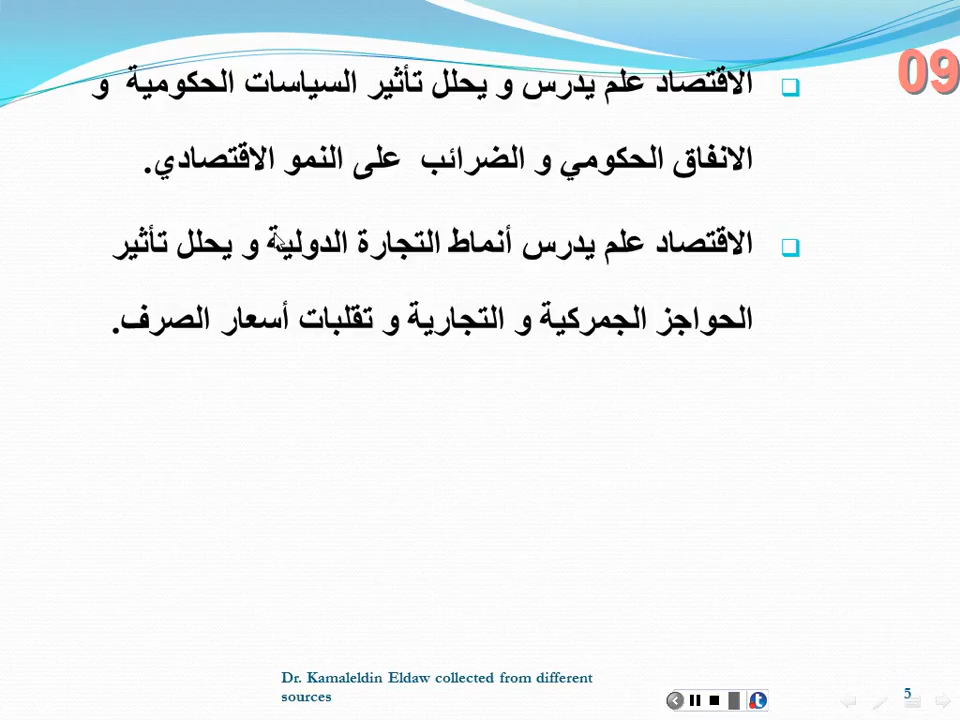 09
الاقتصاد علم يدرس و يحلل تأثير السياسات الحكومية و
الانفاق الحكومي و الضرائب على النمو الاقتصادي.
الاقتصاد علم يدرس أنماط التجارة الدولية و يحلل تأثير
الحواجز الجمركية و التجارية و تقلبات أسعار الصرف.
Dr. Kamaleldin Eldaw collected from different
sources
5